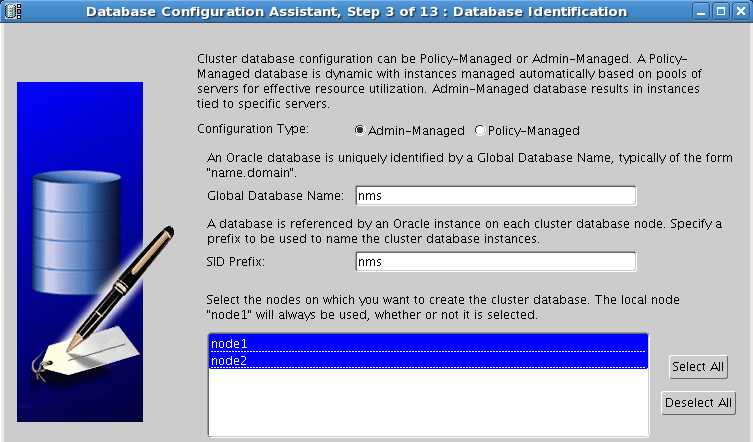 Database Configuration Assistant, Step 3 of 13 : Database Identification
Cluster database configuration can be Policy-Managed or Admin-Managed. A Policy-
Managed database is dynamic with instances managed automatically based on pools of
servers for effective resource utilization. Admin-Managed database results in instances
tied to specific servers.
Configuration Type: Admin-Managed Policy-Managed
An Oracle database is uniquely identified by a Global Database Name, typically of the form
"name.domain".
Global Database Name: nms
A database is referenced by an Oracle instance on each cluster database node. Specify a
prefix to be used to name the cluster database instances.
SID Prefix: nms
Select the nodes on which you want to create the cluster database. The local node
"node1" will always be used, whether or not it is selected.
node1
node2
Select All
Deselect All